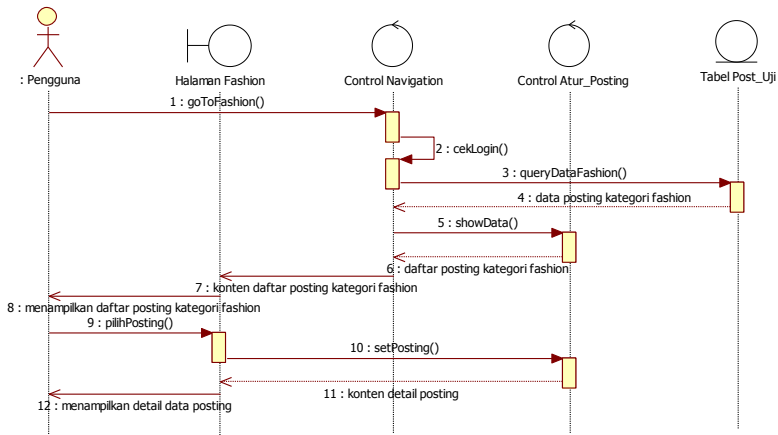 : Pengguna
Halaman Fashion
Control Navigation
Control Atur_Posting
Tabel Post_Uji
1 : goToFashion()
2 : cekLogin()
3 : queryDataFashion()
4 : data posting kategori fashion
5 : showData()
6 : daftar posting kategori fashion
7 : konten daftar posting kategori fashion
8 : menampilkan daftar posting kategori fashion
9 : pilihPosting()
10 : setPosting()
11 : konten detail posting
12 : menampilkan detail data posting